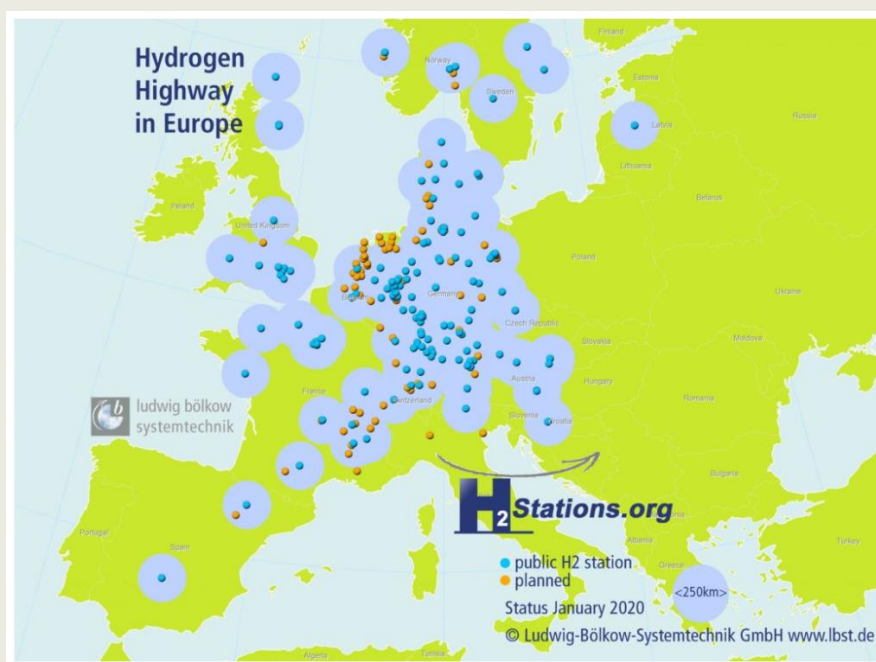 Hydrogen
Highway
in Europe
Finland
Norway
Sweden
Estonia
Latvia
Russia
Lithuania
Ireland
United Kingdom
Belarus
Poland
Germany
Ukraine
Czech Republic
Slovakia
Moldova
France
Austria
Hungary
Switzerland
Slovenia
Croatia
Romania
b
ludwig bölkow
systemtechnik
Bulgaria
H2Stations.org
Portugal
Spain
Albania
Turkey
Greece
public H2 station
planned
<250km>
Status January 2020
© Ludwig-Bölkow-Systemtechnik GmbH www.lbst.de
Algeria
Tunisia